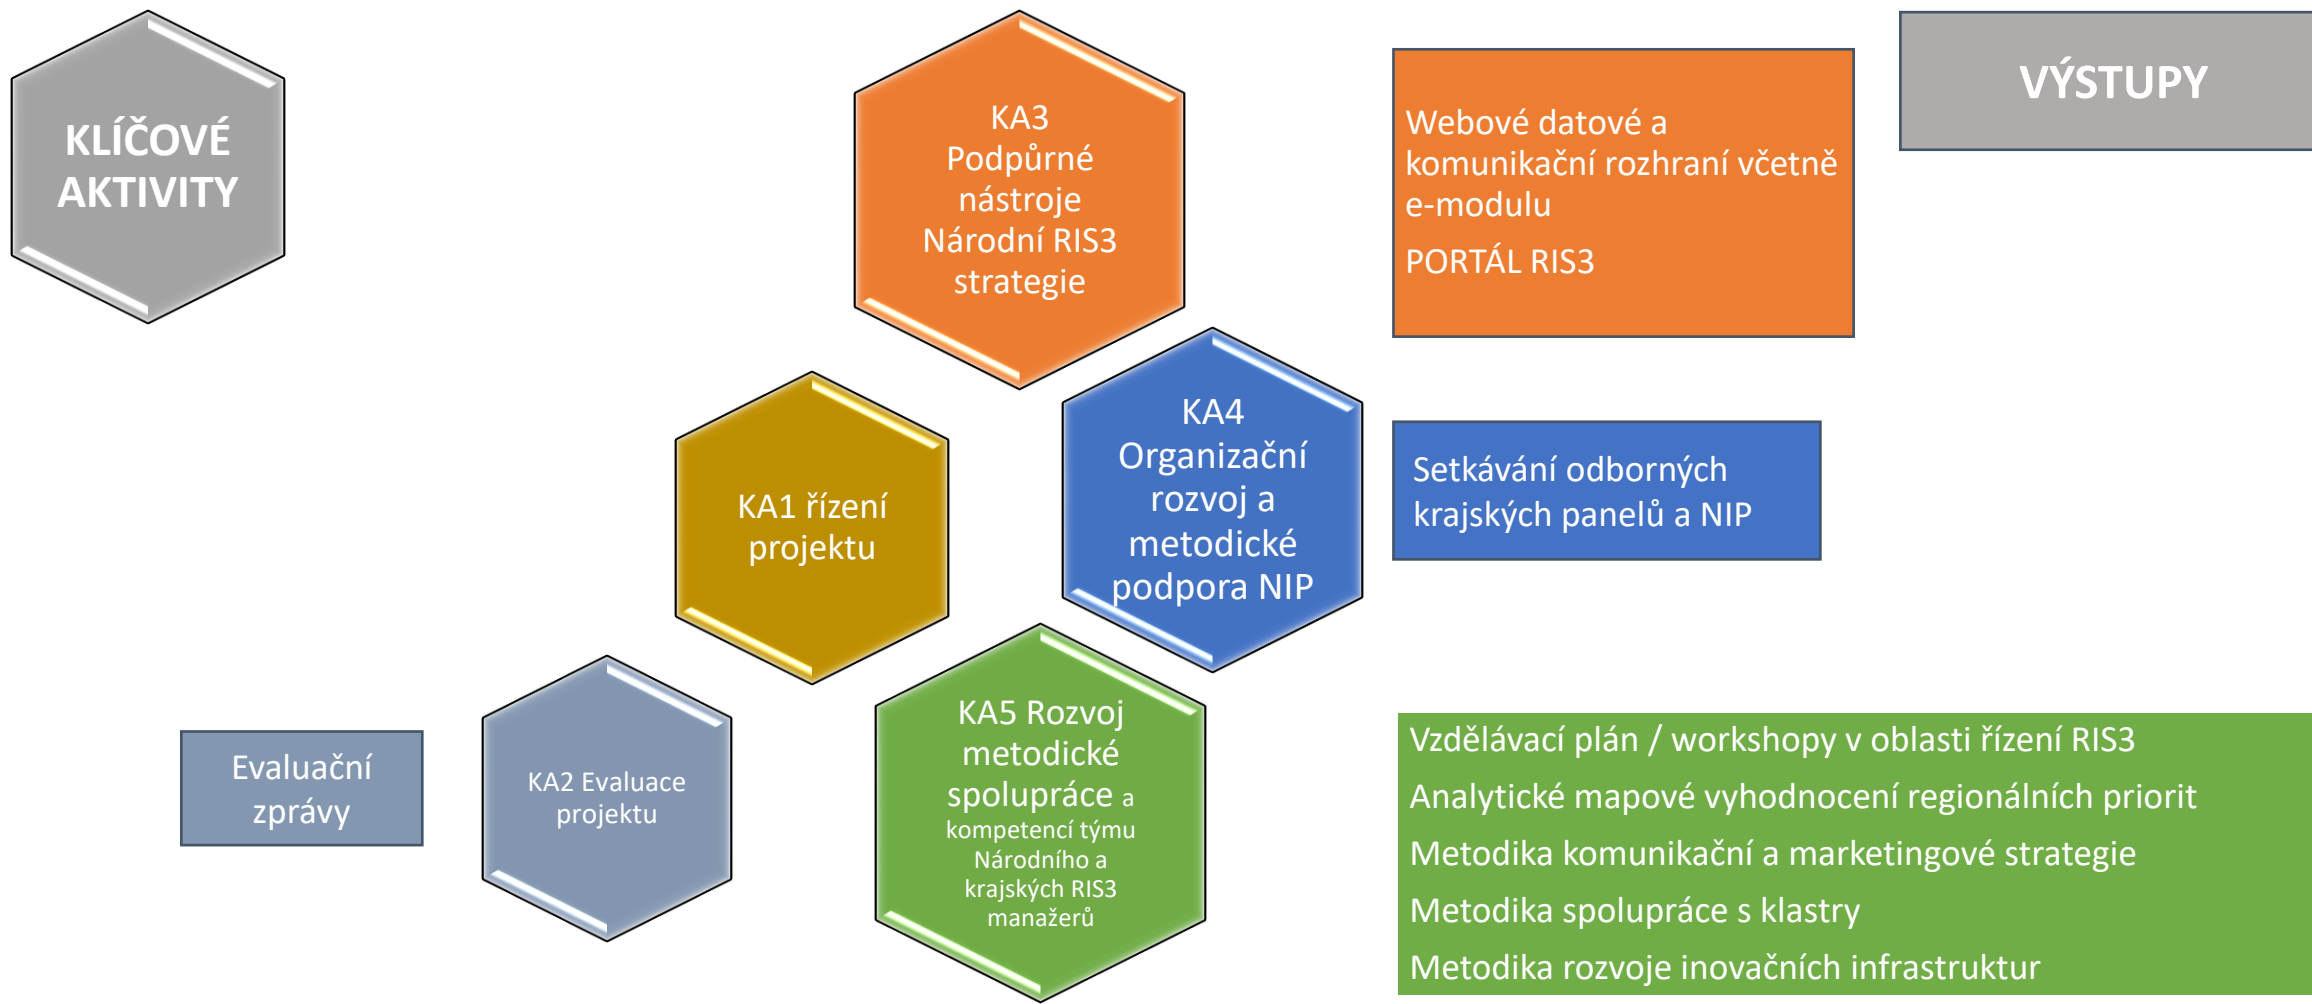 KLÍČOVÉ
AKTIVITY
KA3
Podpůrné
nástroje
Národní RIS3
strategie
Webové datové a
komunikační rozhraní včetně
e-modulu
PORTÁL RIS3
VÝSTUPY
KA1 řízení
projektu
KA4
Organizační
rozvoj a
metodické
podpora NIP
Setkávání odborných
krajských panelů a NIP
Evaluační
zprávy
KA2 Evaluace
projektu
KA5 Rozvoj
metodické
spolupráce a
kompetencí týmu
Národního a
krajských RIS3
manažerů
Vzdělávací plán / workshopy v oblasti řízení RIS3
Analytické mapové vyhodnocení regionálních priorit
Metodika komunikační a marketingové strategie
Metodika spolupráce s klastry
Metodika rozvoje inovačních infrastruktur